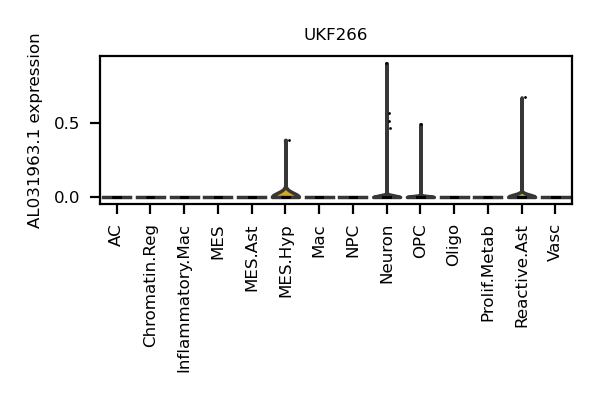 UKF266
AL031963.1 expression
0.5
0.0
AC
Chromatin.Reg
Inflammatory.Mac
MES
MES.Ast
MES.Hyp
Mac
NPC
Neuron
OPC
Oligo
Prolif.Metab
Reactive.Ast
Vasc